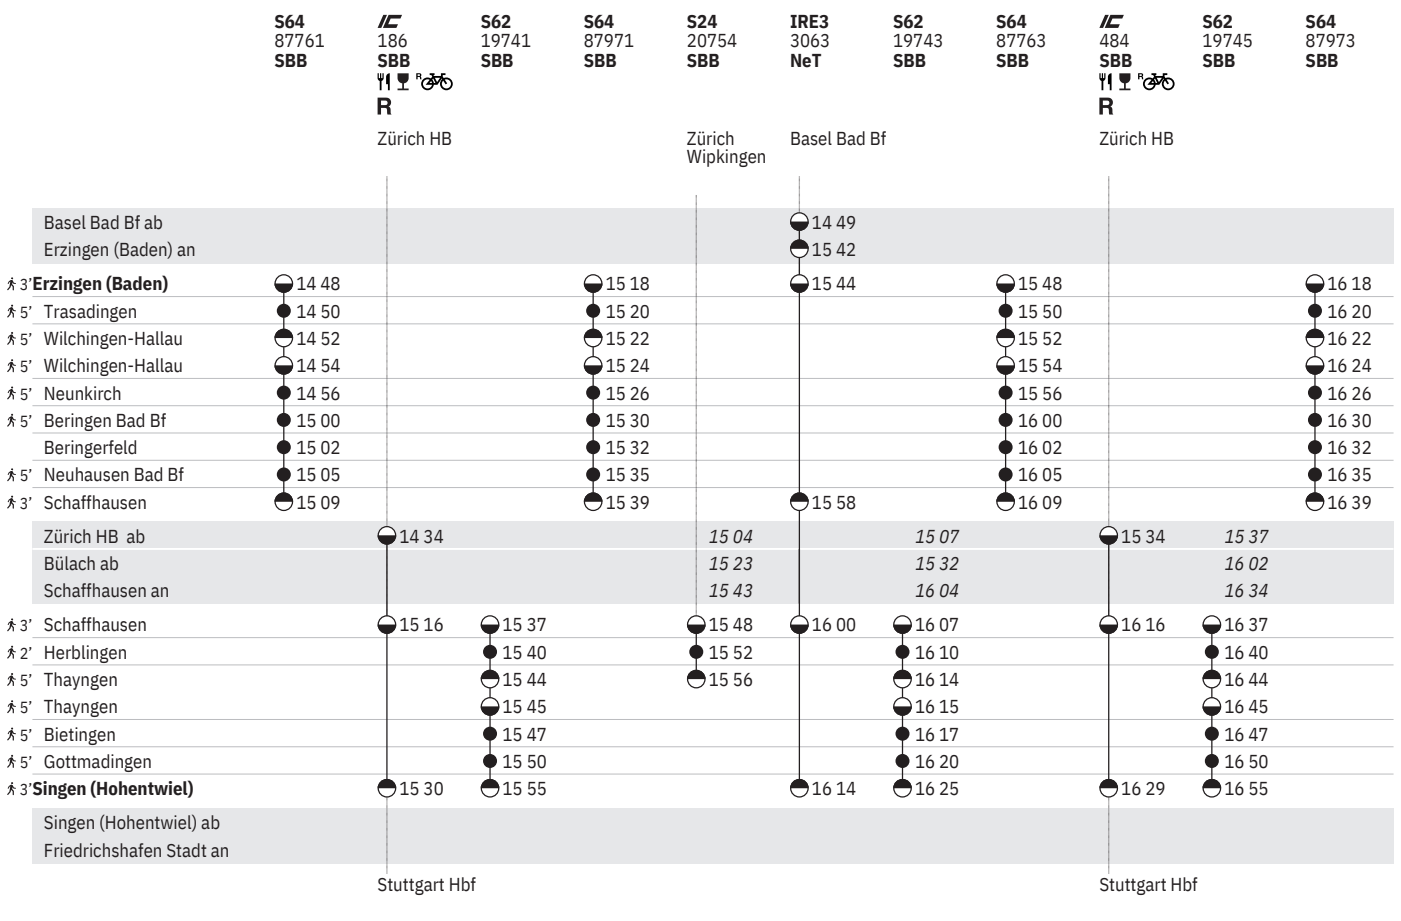 S64 IC S62 S64 S24 IRE3 S62 S64 IC S62 S64
87761 186 19741 87971 20754 3063 19743 87763 484 19745 87973
SBB SBB SBB SBB SBB NeT SBB SBB SBB SBB SBB
R R
R R
Zürich HB Zürich Basel Bad Bf Zürich HB
Wipkingen
Basel Bad Bf ab 14 49
Erzingen (Baden) an 15 42
3’ Erzingen (Baden) 14 48 15 18 15 44 15 48 16 18
5’ Trasadingen 14 50 15 20 15 50 16 20
5’ Wilchingen-Hallau 14 52 15 22 15 52 16 22
5’ Wilchingen-Hallau 14 54 15 24 15 54 16 24
5’ Neunkirch 14 56 15 26 15 56 16 26
5’ Beringen Bad Bf 15 00 15 30 16 00 16 30
Beringerfeld 15 02 15 32 16 02 16 32
5’ Neuhausen Bad Bf 15 05 15 35 16 05 16 35
3’ Schaffhausen 15 09 15 39 15 58 16 09 16 39
Zürich HB ab 14 34 15 04 15 07 15 34 15 37
Bülach ab 15 23 15 32 16 02
Schaffhausen an 15 43 16 04 16 34
3’ Schaffhausen 15 16 15 37 15 48 16 00 16 07 16 16 16 37
2’ Herblingen 15 40 15 52 16 10 16 40
5’ Thayngen 15 44 15 56 16 14 16 44
5’ Thayngen 15 45 16 15 16 45
5’ Bietingen 15 47 16 17 16 47
5’ Gottmadingen 15 50 16 20 16 50
3’ Singen (Hohentwiel) 15 30 15 55 16 14 16 25 16 29 16 55
Singen (Hohentwiel) ab
Friedrichshafen Stadt an
Stuttgart Hbf Stuttgart Hbf